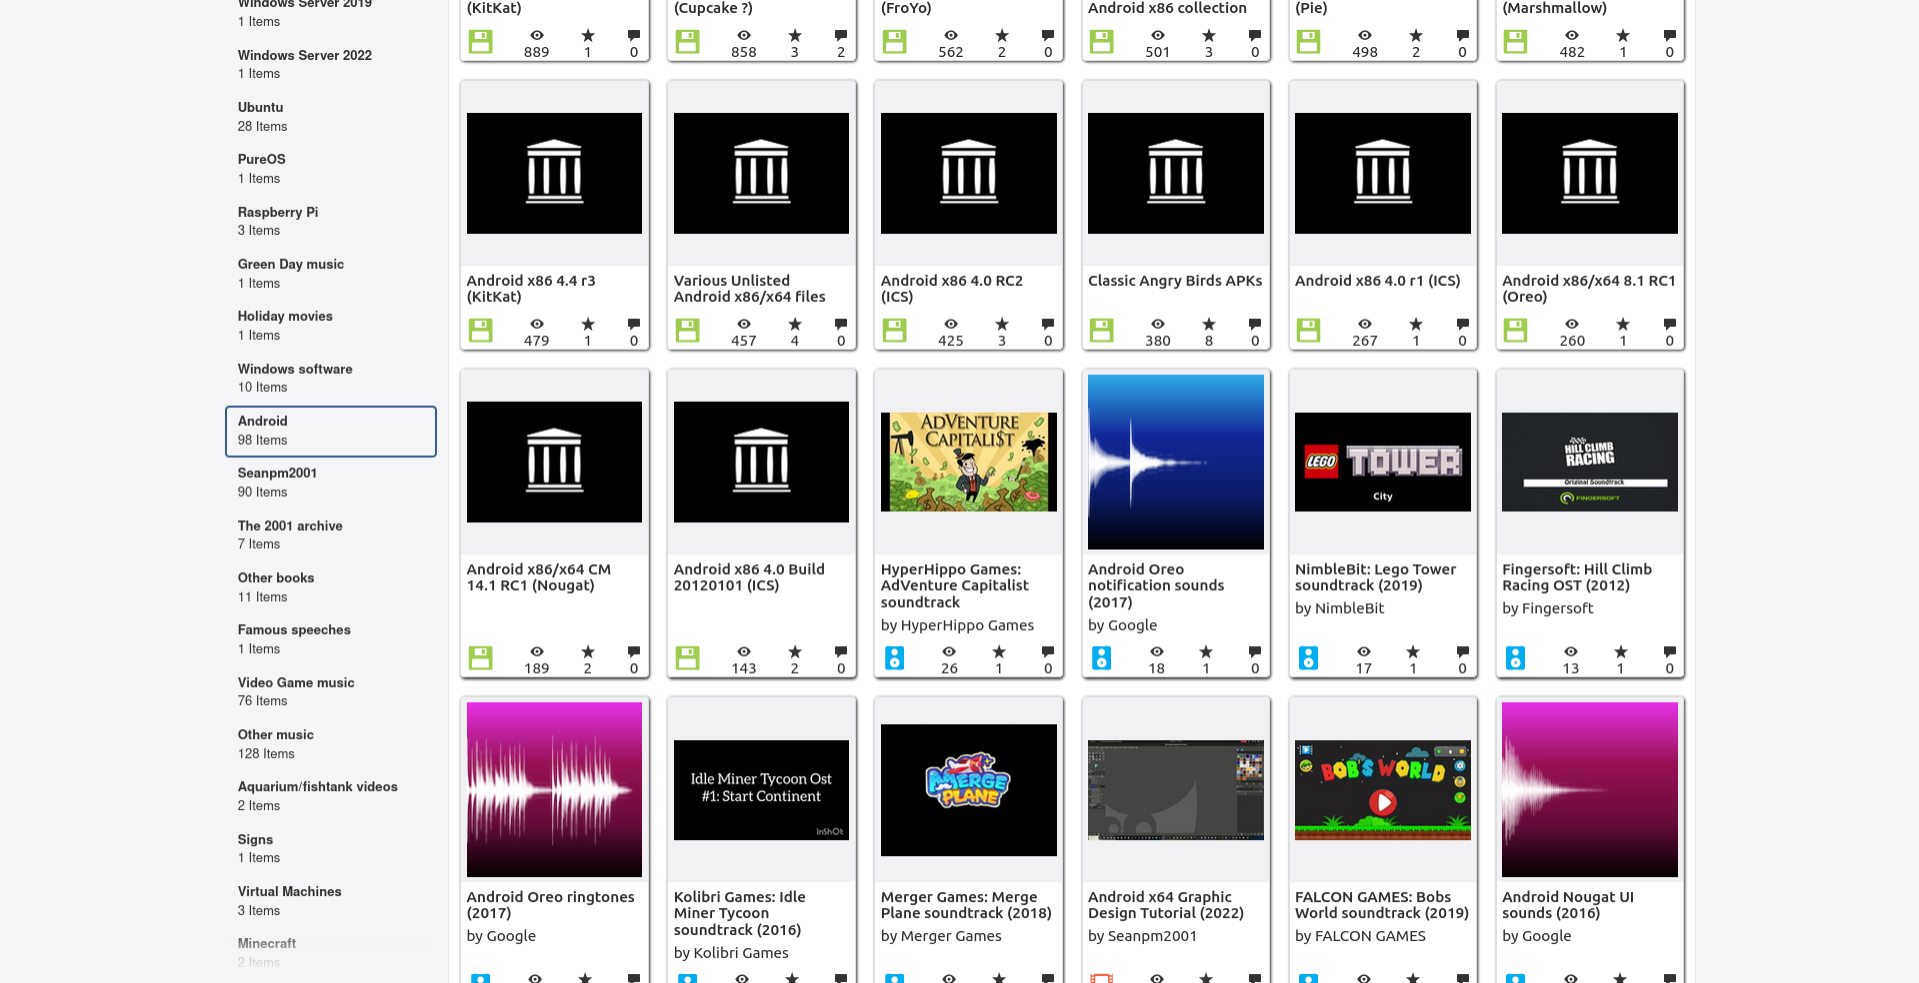 Windows Server 2019
1 Items
Windows Server 2022
1 Items
Ubuntu
28 Items
PureOS
1 Items
Raspberry Pi
3 Items
Green Day music
1 Items
Holiday movies
1 Items
Windows software
10 Items
Android
98 Items
Seanpm2001
90 Items
The 2001 archive
7 Items
Other books
11 Items
Famous speeches
1 Items
Video Game music
76 Items
Other music
128 Items
Aquarium/fishtank videos
2 Items
Signs
1 Items
Virtual Machines
3 Items
Minecraft
2 Items
(KitKat)
889 1 0
(Cupcake ?)
858 3 2
(FroYo)
562 2 0
Android x86 collection
501 3 0
(Pie)
498 2 0
(Marshmallow)
482 1 0
Android x86 4.4 r3
(KitKat)
479 1 0
Various Unlisted
Android x86/x64 files
457 4 0
Android x86 4.0 RC2
(ICS)
425 3 0
Classic Angry Birds APKs
380 8 0
Android x86 4.0 r1 (ICS)
267 1 0
Android x86/x64 8.1 RC1
(Oreo)
260 1 0
Android x86/x64 CM
14.1 RC1 (Nougat)
189 2 0
Android x86 4.0 Build
20120101 (ICS)
143 2 0
ADVENTURE
CAPITALI$T
HyperHippo Games:
AdVenture Capitalist
soundtrack
by HyperHippo Games
26 1 0
Android Oreo
notification sounds
(2017)
by Google
18 1 0
LEGO TOWER
City
NimbleBit: Lego Tower
soundtrack (2019)
by NimbleBit
17 1 0
HILL CLIMB
RACING
Original Soundtrack
FINGERSOFT
Fingersoft: Hill Climb
Racing OST (2012)
by Fingersoft
13 1 0
Android Oreo ringtones
(2017)
by Google
Idle Miner Tycoon Ost
#1: Start Continent
InShOt
Kolibri Games: Idle
Miner Tycoon
soundtrack (2016)
by Kolibri Games
MERGE
PLANE
Merger Games: Merge
Plane soundtrack (2018)
by Merger Games
Android x64 Graphic
Design Tutorial (2022)
by Seanpm2001
BOB'S WORLD
FALCON GAMES: Bobs
World soundtrack (2019)
by FALCON GAMES
Android Nougat UI
sounds (2016)
by Google